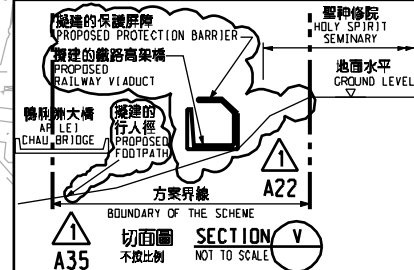 擬建的保護屏障
PROPOSED PROTECTION BARRIER
聖神修院
HOLY SPIRIT
SEMINARY
擬建的鐵路高架橋
PROPOSED
RAILWAY VIADUCT
地面水平
GROUND LEVEL
鴨脷洲大橋
AP LEI
CHAU BRIDGE
擬建的
行人徑
PROPOSED
FOOTPATH
1
A22
方案界線
BOUNDARY OF THE SCHEME
1
A35
切面圖
不按比例
SECTION V
NOT TO SCALE